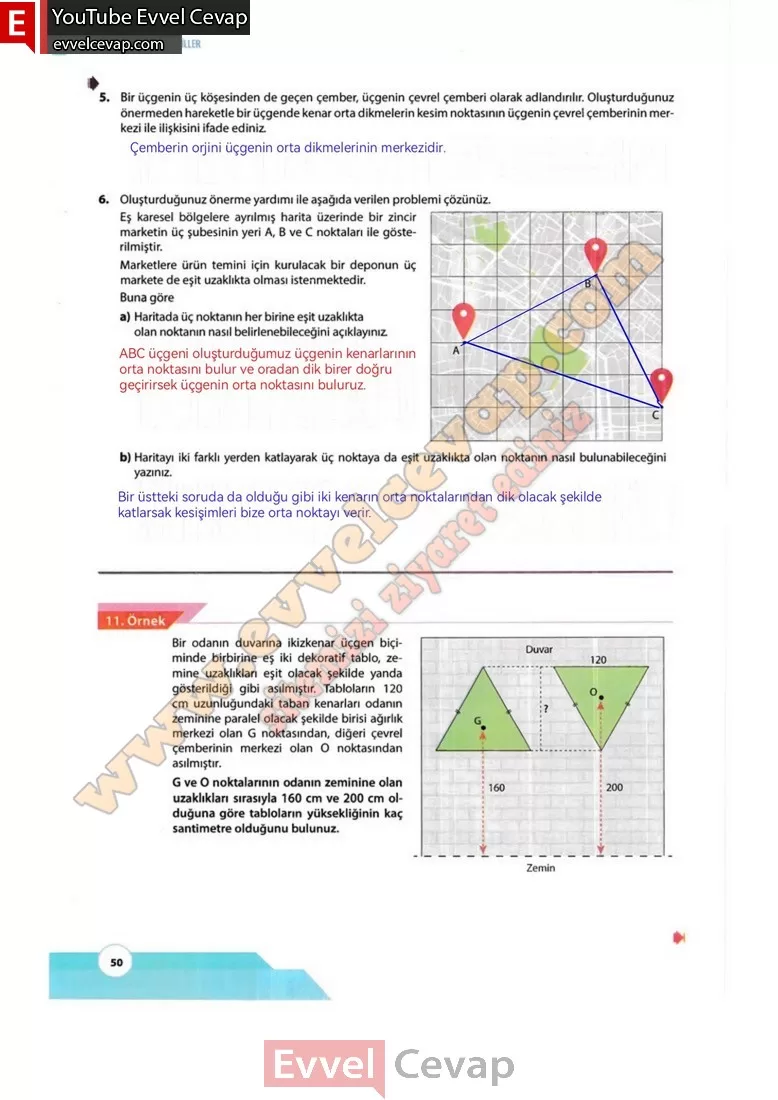 E YouTube Evvel Cevap
evvelcevap.com
LLER
5. Bir üçgenin üç köşesinden de geçen çember, üçgenin çevrel çemberi olarak adlandırılır. Oluşturduğunuz
önermeden hareketle bir üçgende kenar orta dikmelerin kesim noktasının üçgenin çevrel çemberinin mer-
kezi ile ilişkisini ifade ediniz.
Çemberin orjini üçgenin orta dikmelerinin merkezidir.
6. Oluşturduğunuz önerme yardımı ile aşağıda verilen problemi çözünüz.
Eş karesel bölgelere ayrılmış harita üzerinde bir zincir
marketin üç şubesinin yeri A, B ve C noktaları ile göste-
rilmiştir.
Marketlere ürün temini için kurulacak bir deponun üç
markete de eşit uzaklıkta olması istenmektedir.
Buna göre
a) Haritada üç noktanın her birine eşit uzaklıkta
olan noktanın nasıl belirlenebileceğini açıklayınız.
ABC üçgeni oluşturduğumuz üçgenin kenarlarının
orta noktasını bulur ve oradan dik birer doğru
geçirirsek üçgenin orta noktasını buluruz.
A
B
C
b) Haritayı iki farklı yerden katlayarak üç noktaya da eşit uzaklıkta olan noktanın nasıl bulunabileceğini
yazınız.
Bir üstteki soruda da olduğu gibi iki kenarın orta noktalarından dik olacak şekilde
katlarsak kesişimleri bize orta noktayı verir.
www.evvelcevap.com
sitemizi ziyaret ediniz
11. Örnek
Bir odanın duvarına ikizkenar üçgen biçi-
minde birbirine eş iki dekoratif tablo, ze-
mine uzaklıkları eşit olacak şekilde yanda
gösterildiği gibi asılmıştır. Tabloların 120
cm uzunluğundaki taban kenarları odanın
zeminine paralel olacak şekilde birisi ağırlık
merkezi olan G noktasından, diğeri çevrel
çemberinin merkezi olan O noktasından
asılmıştır.
G ve O noktalarının odanın zeminine olan
uzaklıkları sırasıyla 160 cm ve 200 cm ol-
duğuna göre tabloların yüksekliğinin kaç
santimetre olduğunu bulunuz.
Duvar
120
O
G
?
160
200
Zemin
50
Evvel Cevap